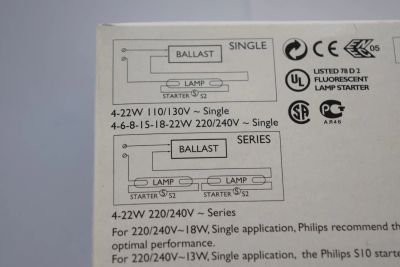 BALLAST SINGLE
LAMP
STARTER S S2
4-22W 110/130V ~ Single
4-6-8-15-18-22W 220/240V ~ Single
BALLAST SERIES
LAMP LAMP
STARTER S S2 STARTER S S2
4-22W 220/240V ~ Series
For 220/240V~18W, Single application, Philips recommend th
optimal performance.
For 220/240V~13W, Single application, the Philips S10 starte
CE 05
UL LISTED 78 D 2
FLUORESCENT
LAMP STARTER
AR46